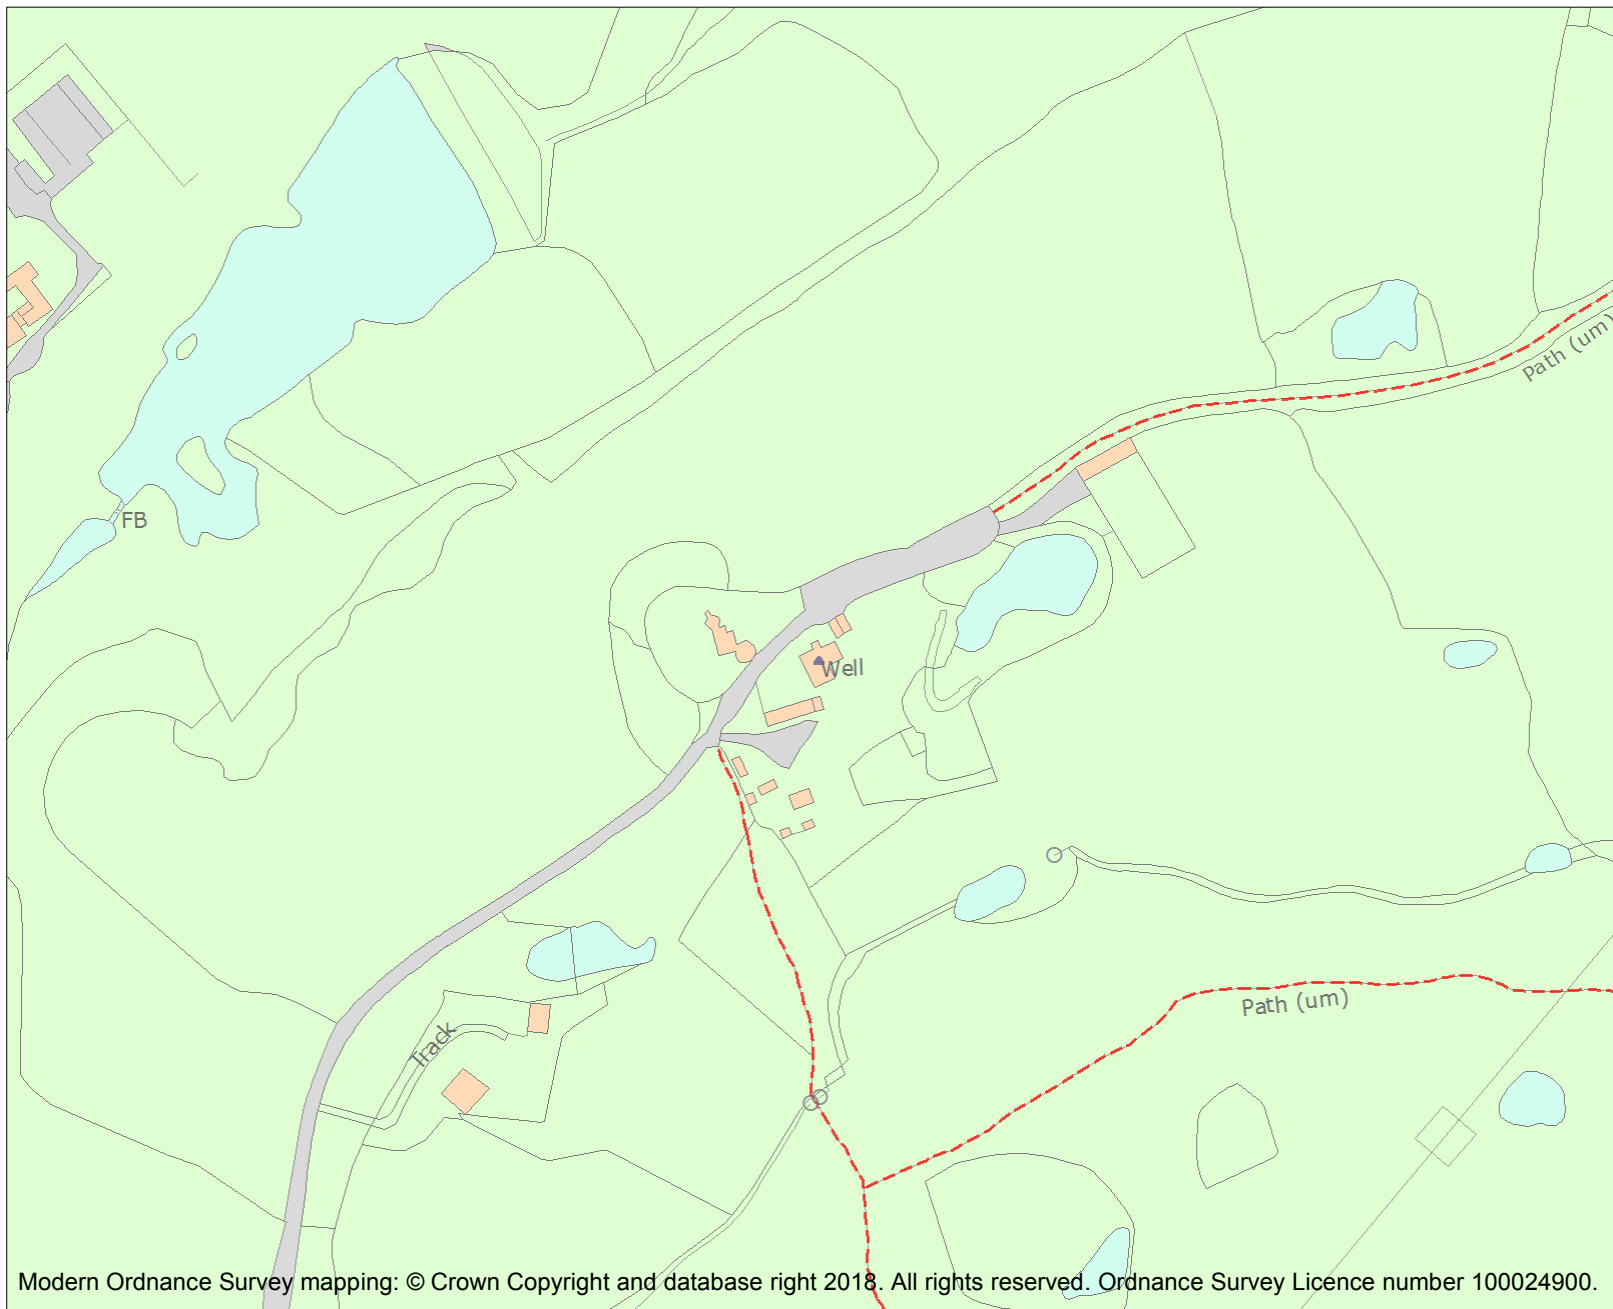 Path (um)
FB
Well
Path (um)
Track
Modern Ordnance Survey mapping: © Crown Copyright and database right 2018. All rights reserved. Ordnance Survey Licence number 100024900.